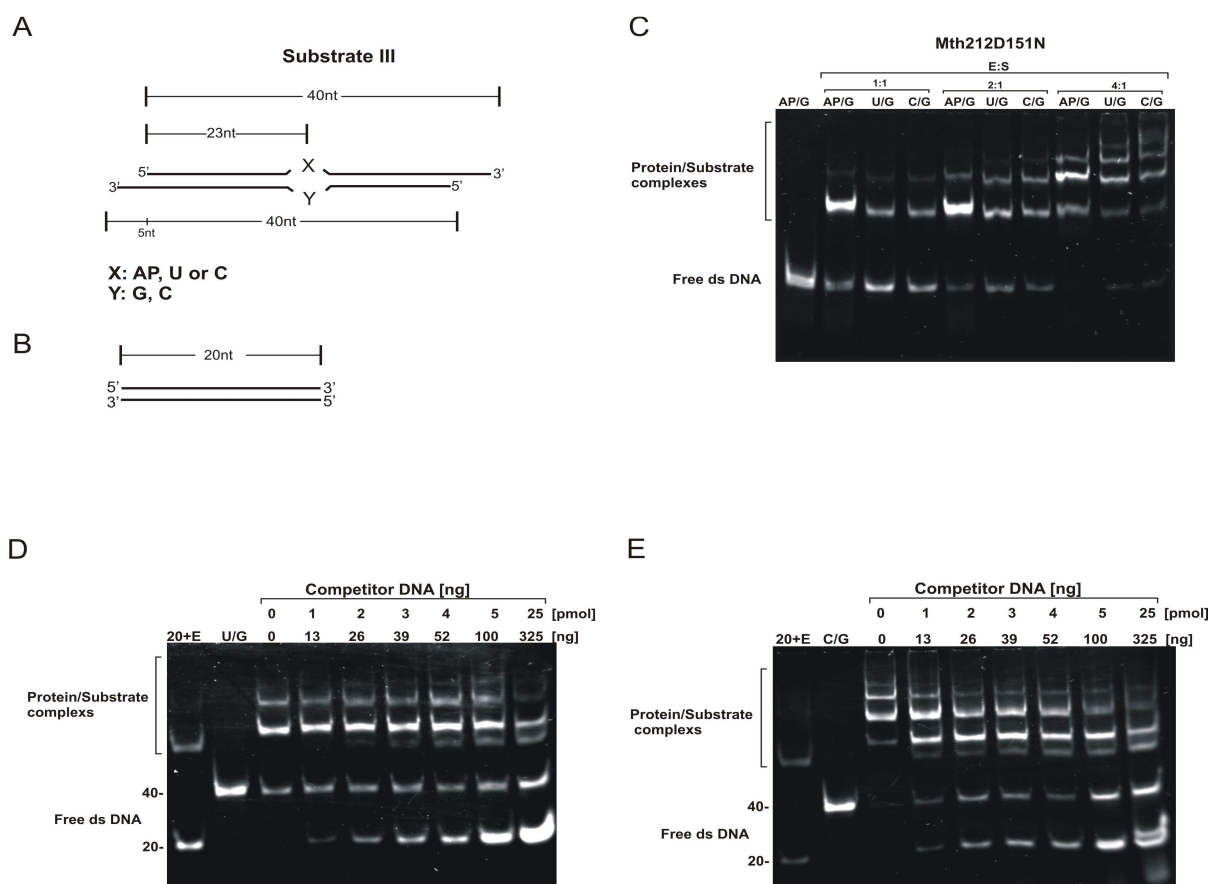 A
Substrate III
40nt
23nt
5' X 3'
3' Y 5'
40nt
5nt
X: AP, U or C
Y: G, C
B
20nt
5' 3'
3' 5'
C
Mth212D151N
E:S
1:1 2:1 4:1
AP/G AP/G U/G C/G AP/G U/G C/G AP/G U/G C/G
Protein/Substrate
complexes
Free ds DNA
D
Competitor DNA [ng]
0 1 2 3 4 5 25 [pmol]
20+E U/G 0 13 26 39 52 100 325 [ng]
Protein/Substrate
complexs
40-
Free ds DNA
20-
E
Competitor DNA [ng]
0 1 2 3 4 5 25 [pmol]
20+E C/G 0 13 26 39 52 100 325 [ng]
Protein/Substrate
complexs
40-
Free ds DNA
20-